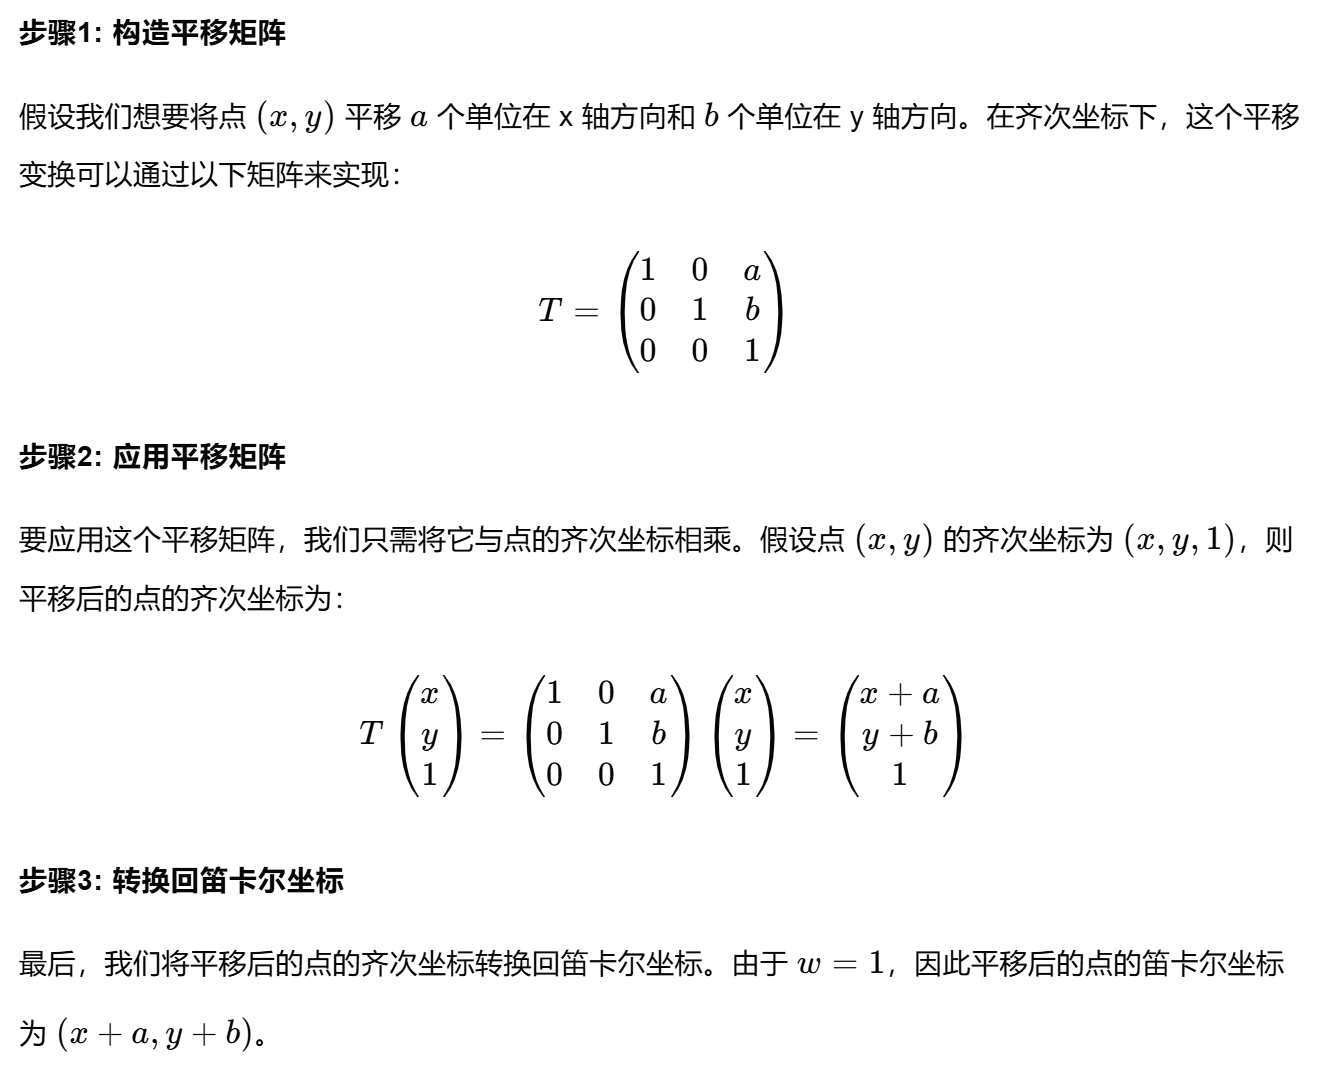 步骤1: 构造平移矩阵
假设我们想要将点 (x, y) 平移 a 个单位在 x 轴方向和 b 个单位在 y 轴方向。在齐次坐标下，这个平移
变换可以通过以下矩阵来实现：
T = \begin{pmatrix} 1 & 0 & a \\ 0 & 1 & b \\ 0 & 0 & 1 \end{pmatrix}
步骤2: 应用平移矩阵
要应用这个平移矩阵，我们只需将它与点的齐次坐标相乘。假设点 (x, y) 的齐次坐标为 (x, y, 1)，则
平移后的点的齐次坐标为：
T \begin{pmatrix} x \\ y \\ 1 \end{pmatrix} = \begin{pmatrix} 1 & 0 & a \\ 0 & 1 & b \\ 0 & 0 & 1 \end{pmatrix} \begin{pmatrix} x \\ y \\ 1 \end{pmatrix} = \begin{pmatrix} x + a \\ y + b \\ 1 \end{pmatrix}
步骤3: 转换回笛卡尔坐标
最后，我们将平移后的点的齐次坐标转换回笛卡尔坐标。由于 w = 1，因此平移后的点的笛卡尔坐标
为 (x + a, y + b)。